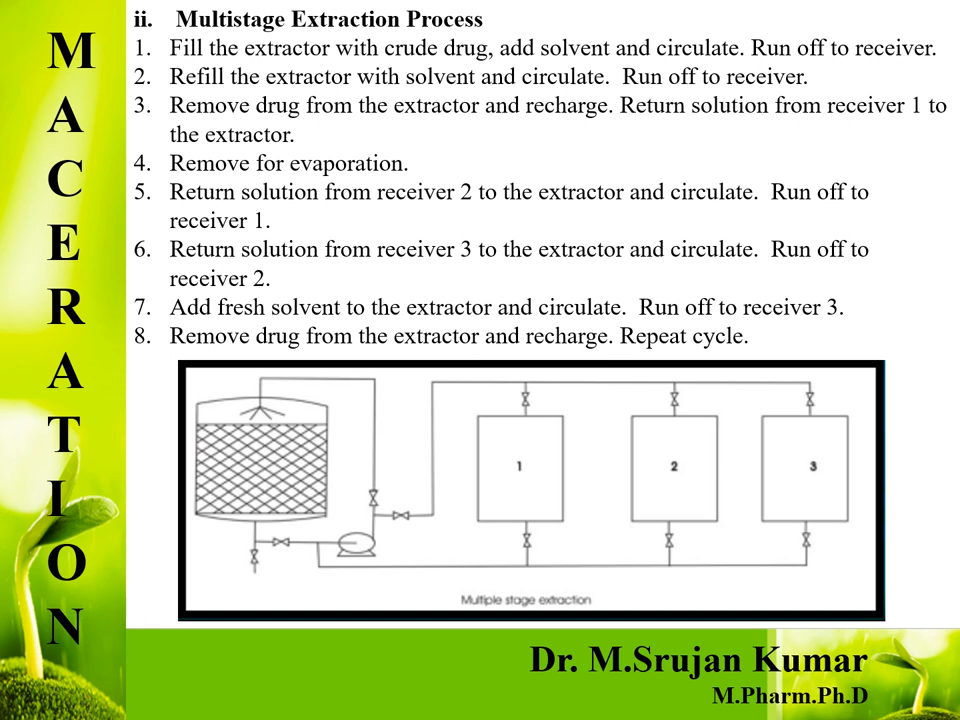 M
A
C
E
R
A
T
I
O
N
ii. Multistage Extraction Process
1. Fill the extractor with crude drug, add solvent and circulate. Run off to receiver.
2. Refill the extractor with solvent and circulate. Run off to receiver.
3. Remove drug from the extractor and recharge. Return solution from receiver 1 to
the extractor.
4. Remove for evaporation.
5. Return solution from receiver 2 to the extractor and circulate. Run off to
receiver 1.
6. Return solution from receiver 3 to the extractor and circulate. Run off to
receiver 2.
7. Add fresh solvent to the extractor and circulate. Run off to receiver 3.
8. Remove drug from the extractor and recharge. Repeat cycle.
1 2 3
Multiple stage extraction
Dr. M.Srujan Kumar
M.Pharm.Ph.D